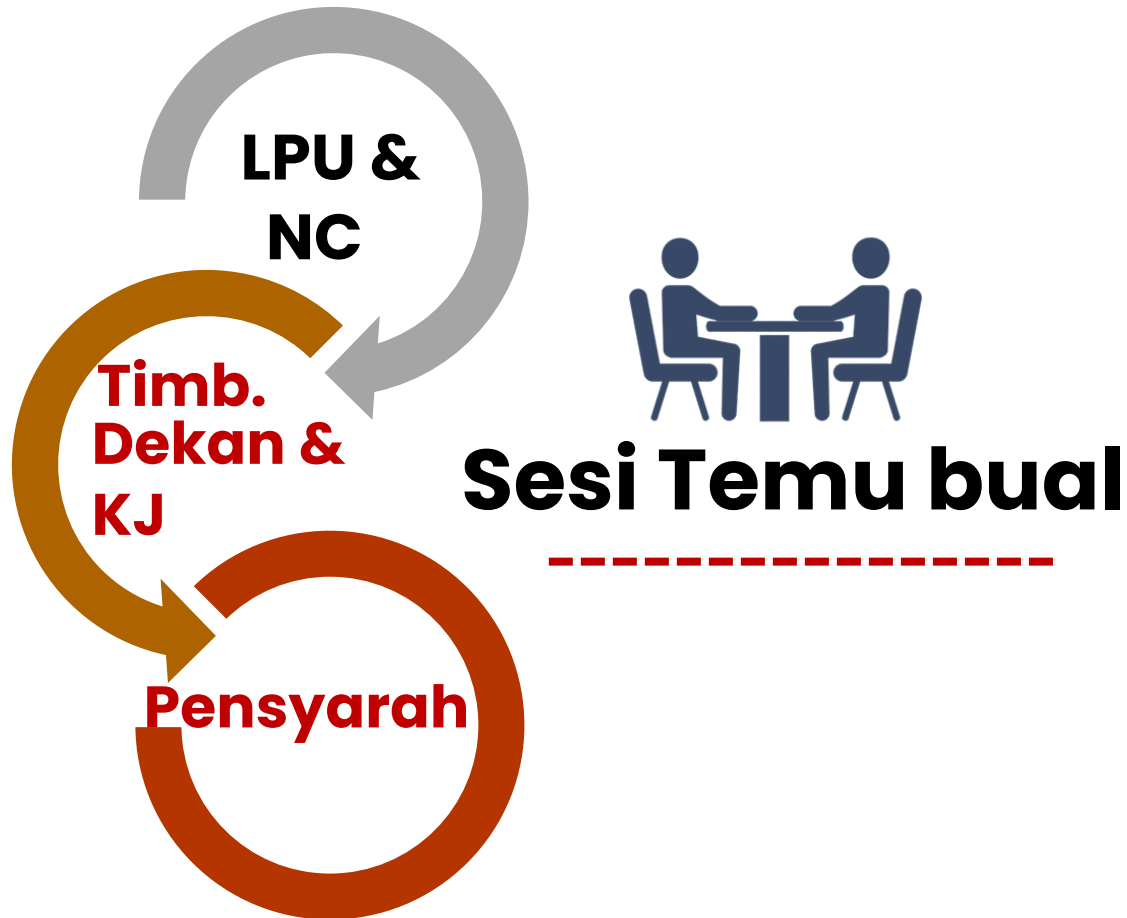 LPU &
NC
Timb.
Dekan &
KJ
Pensyarah
Sesi Temu bual